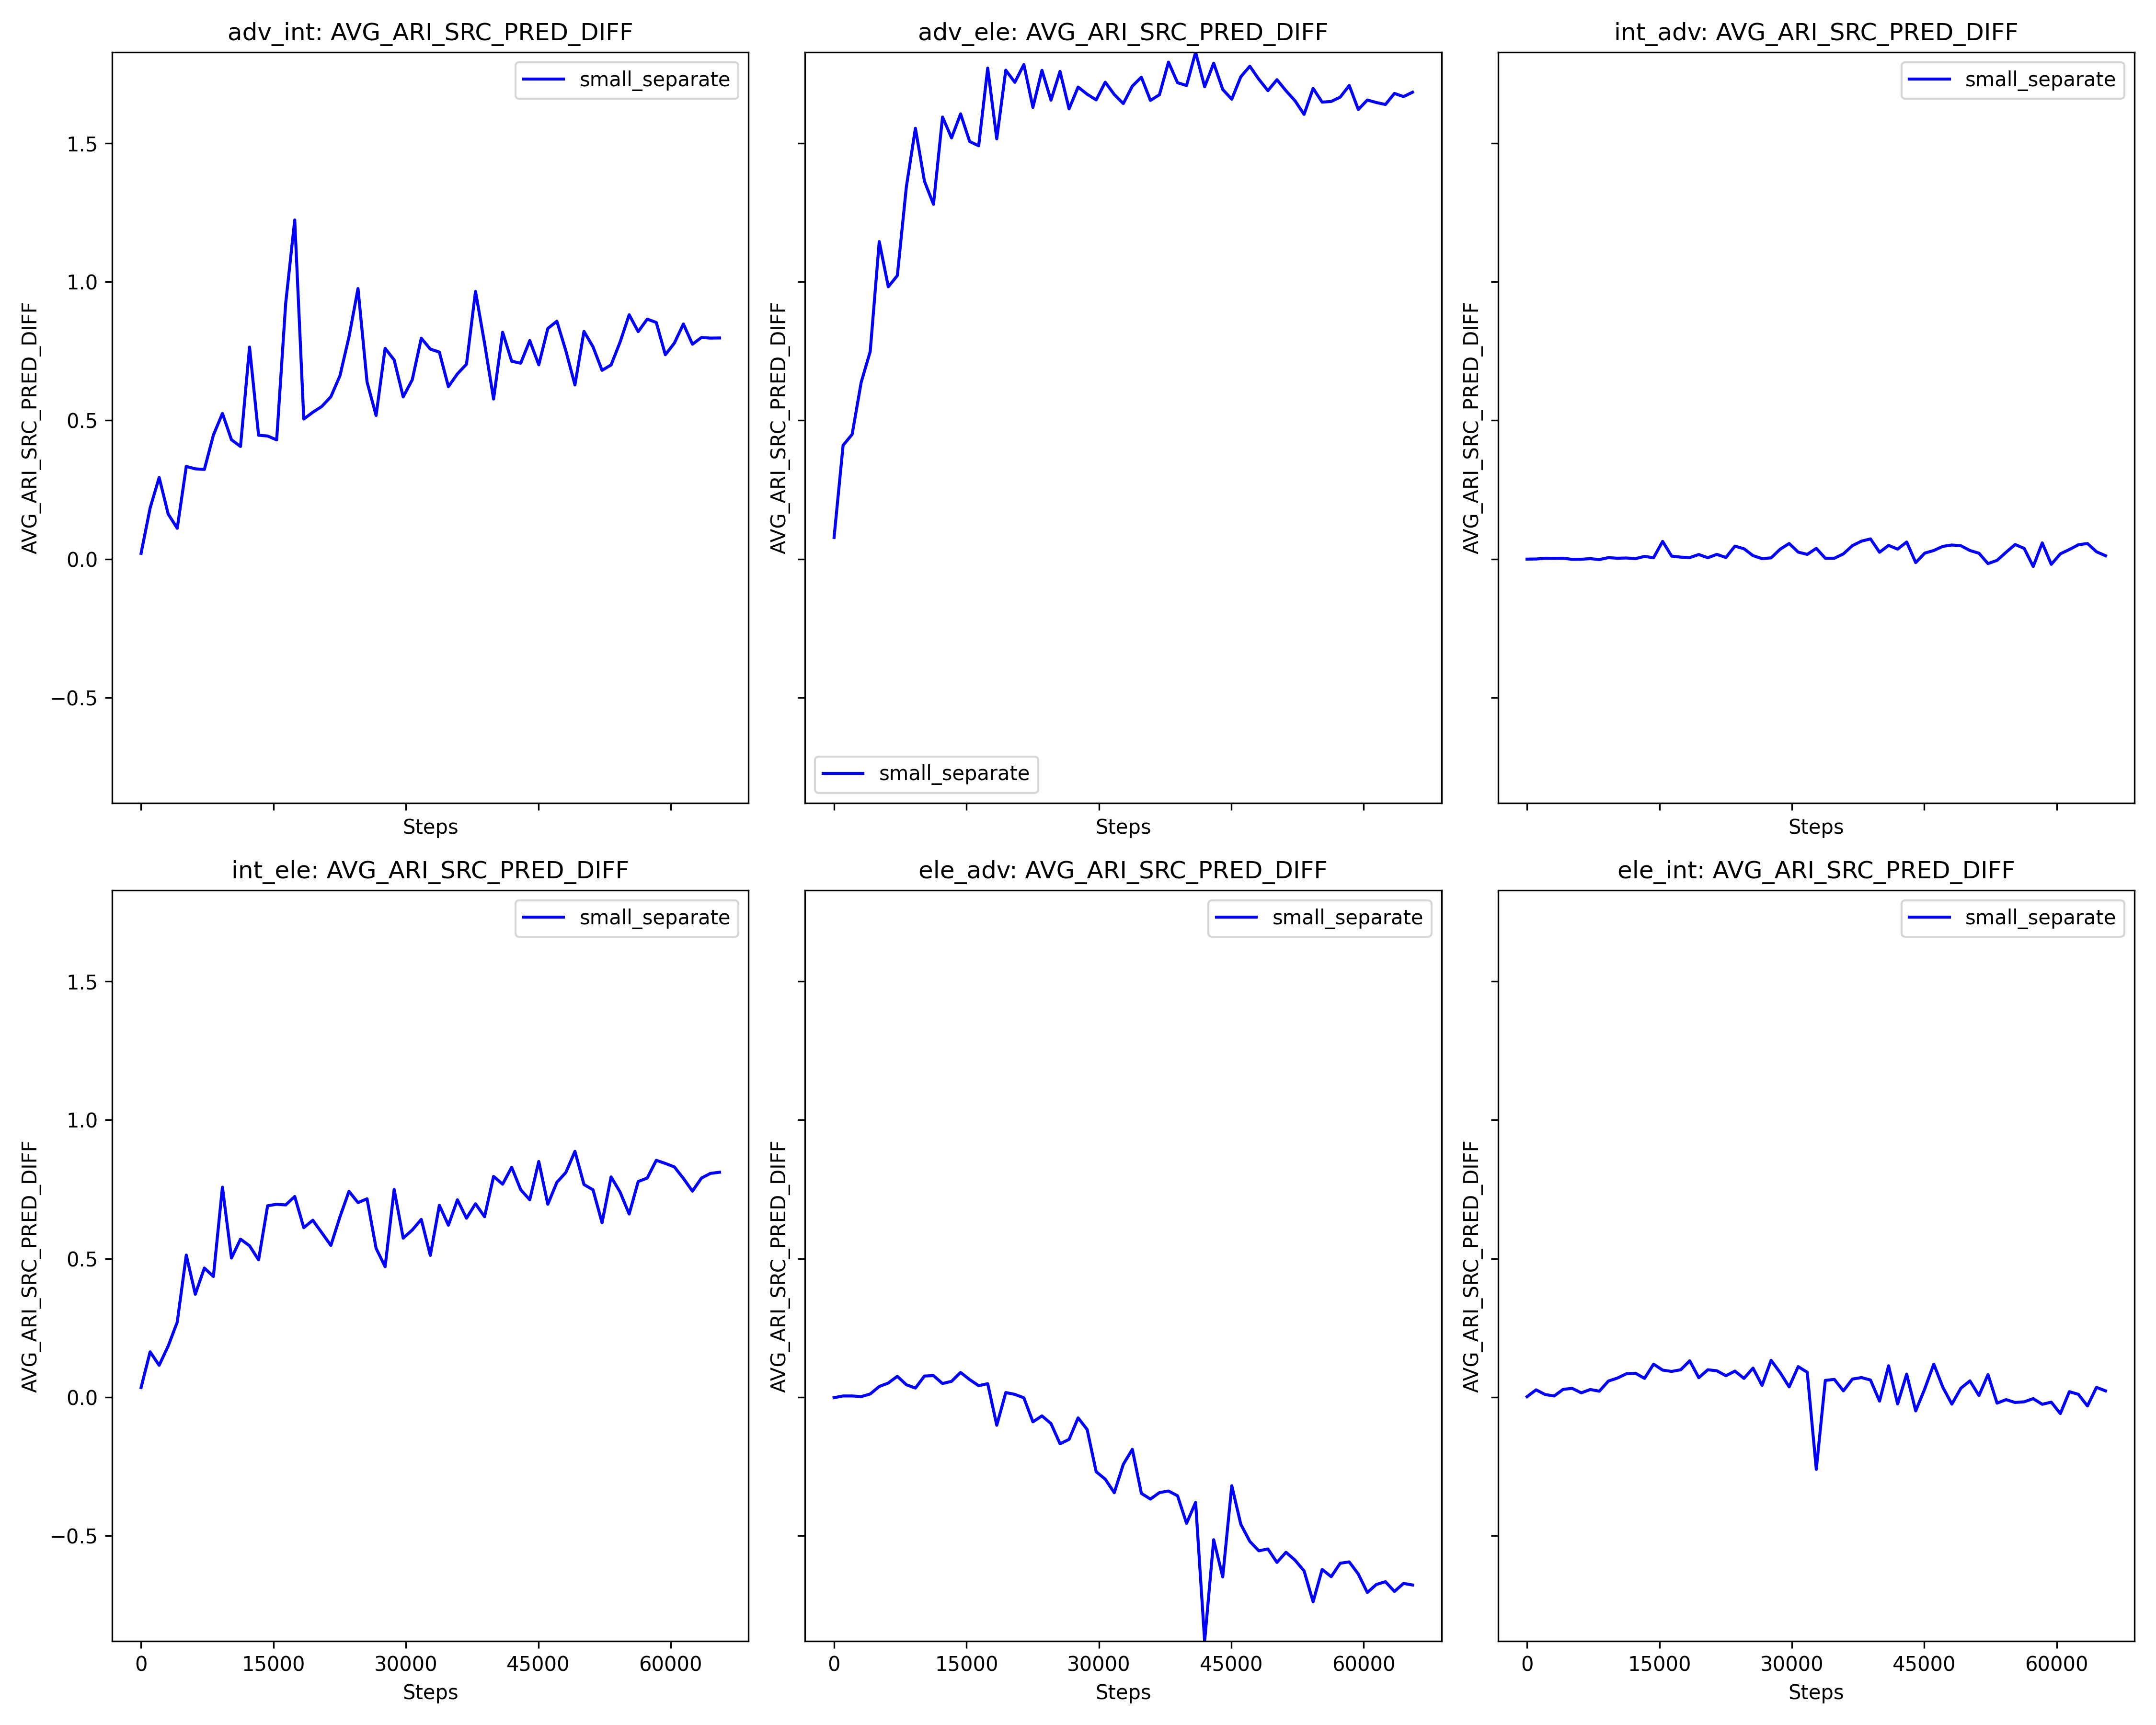 adv_int: AVG_ARI_SRC_PRED_DIFF
adv_ele: AVG_ARI_SRC_PRED_DIFF
int_adv: AVG_ARI_SRC_PRED_DIFF
small_separate
small_separate
small_separate
AVG_ARI_SRC_PRED_DIFF
AVG_ARI_SRC_PRED_DIFF
AVG_ARI_SRC_PRED_DIFF
1.5
1.0
0.5
0.0
−0.5
Steps
Steps
Steps
int_ele: AVG_ARI_SRC_PRED_DIFF
ele_adv: AVG_ARI_SRC_PRED_DIFF
ele_int: AVG_ARI_SRC_PRED_DIFF
small_separate
small_separate
small_separate
AVG_ARI_SRC_PRED_DIFF
AVG_ARI_SRC_PRED_DIFF
AVG_ARI_SRC_PRED_DIFF
1.5
1.0
0.5
0.0
−0.5
0 15000 30000 45000 60000
0 15000 30000 45000 60000
0 15000 30000 45000 60000
Steps
Steps
Steps